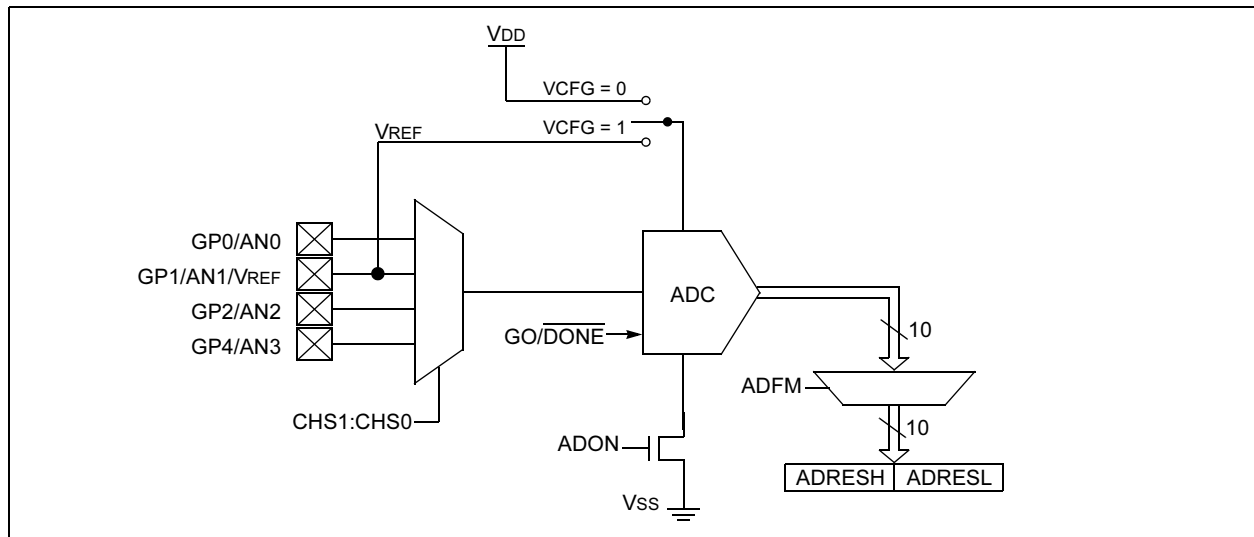 VDD
VCFG = 0
VCFG = 1
VREF
GP0/AN0
GP1/AN1/VREF
GP2/AN2
GP4/AN3
ADC
GO/DONE
10
ADFM
CHS1:CHS0
10
ADON
ADRESH ADRESL
VSS